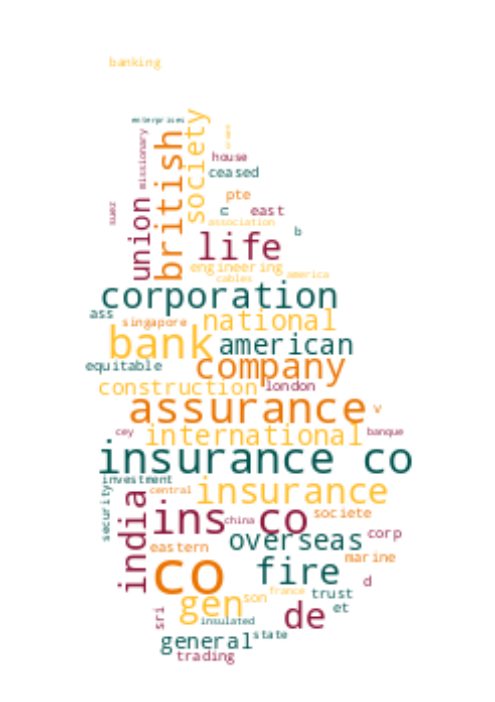 banking
enterprises
society
british
missionary
house
ceased
pte
suez
union
c
east
association
b
life
engineering
america
cables
corporation
ass
singapore
national
bank
american
equitable
company
construction
london
assurance
v
cey
international
banque
insurance co
investment
security
central
insurance
india
ins
china
co
societe
overseas
corp
eastern
marine
co
fire
d
gen
son
france
trust
et
de
sri
insulated
general
state
trading